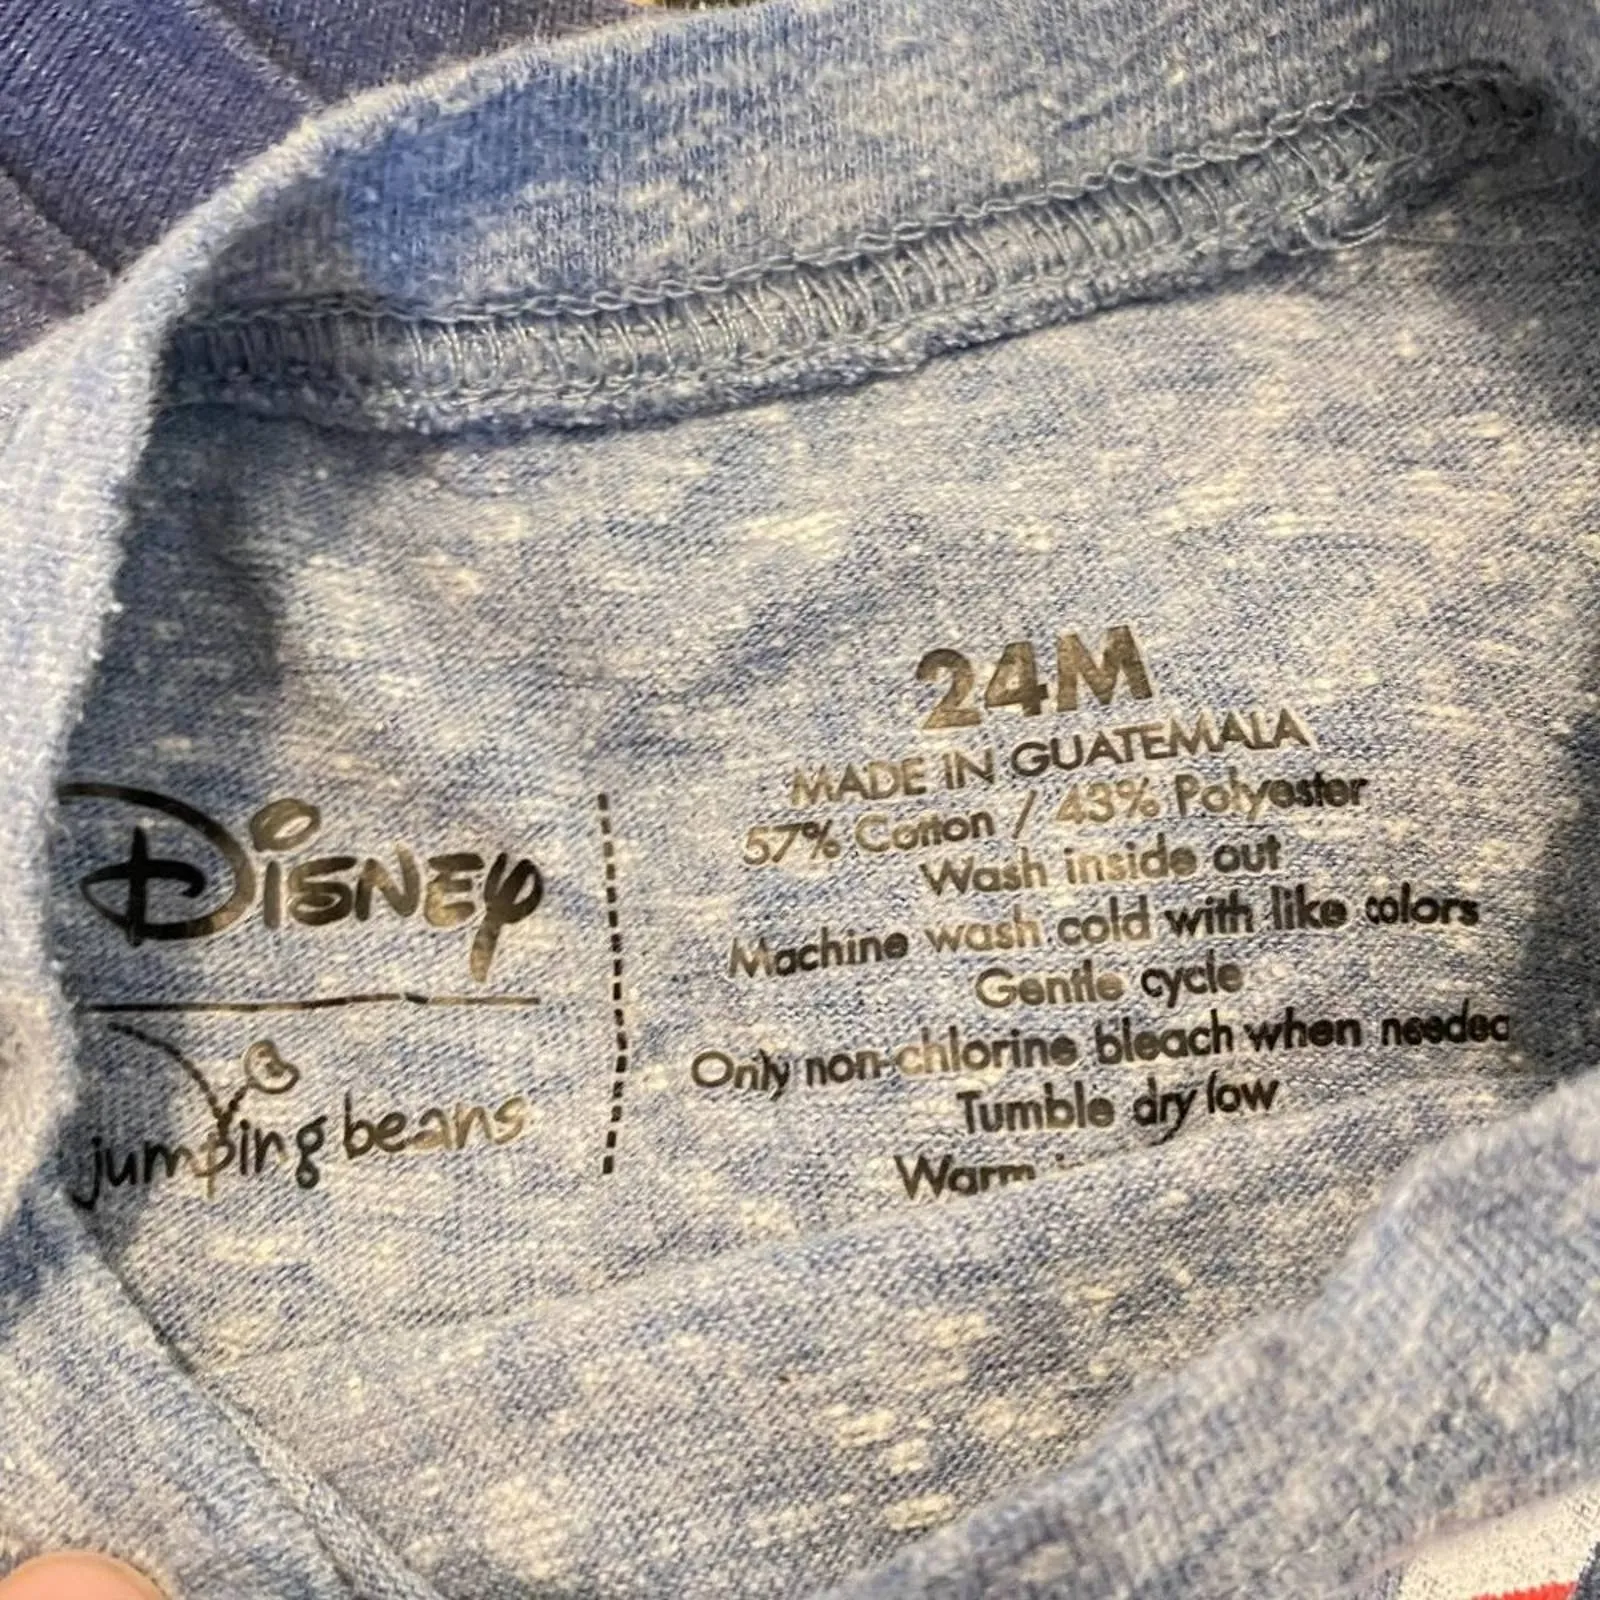 Disney
jumping beans
24M
MADE IN GUATEMALA
57% Cotton / 43% Polyester
Wash inside out
Machine wash cold with like colors
Gentle cycle
Only non-chlorine bleach when needed
Tumble dry low
Warm